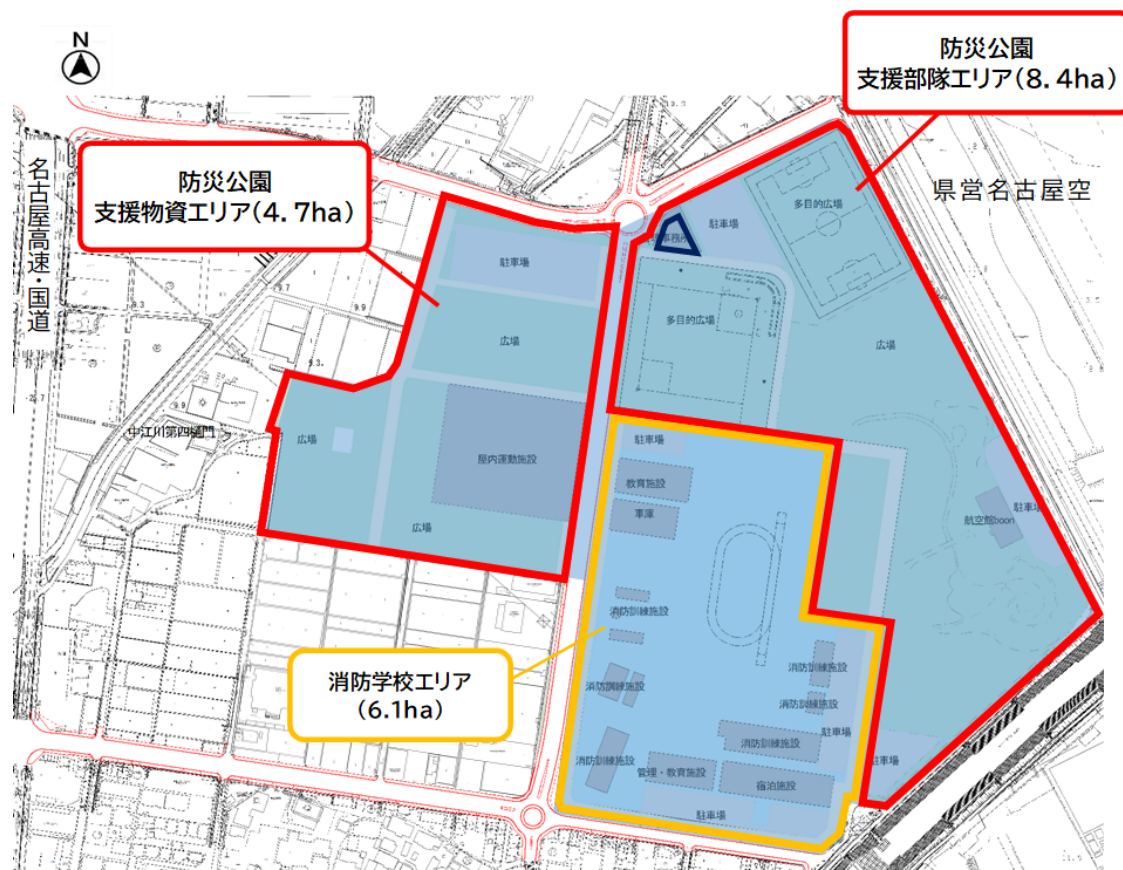 N
防災公園
支援部隊エリア(8.4ha)
名古屋高速・国道
防災公園
支援物資エリア(4.7ha)
県営名古屋空
多目的広場
駐車場
事務所
駐車場
多目的広場
広場
広場
9.3
9.9
9.3
9.9
中江川第四樋門
広場
屋内運動施設
広場
駐車場
教育施設
車庫
航空館boon
駐車場
消防訓練施設
消防学校エリア
(6.1ha)
消防訓練施設
消防訓練施設
消防訓練施設
駐車場
消防訓練施設
消防訓練施設
管理・教育施設
宿泊施設
駐車場
駐車場